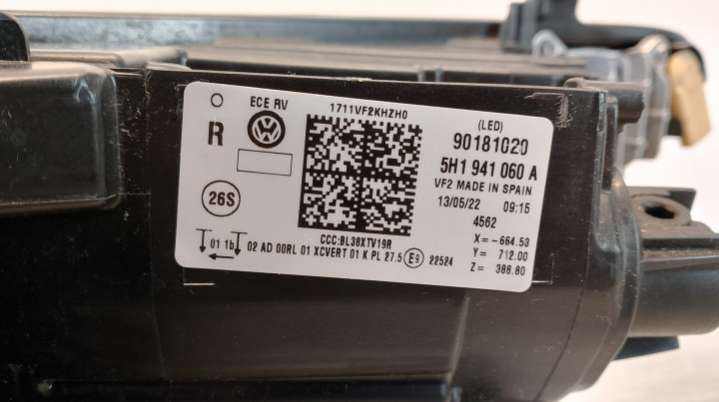 ECE RV
1711VF2KHZH0
(LED)
R
90181020
5H1 941 060 A
VF2 MADE IN SPAIN
26S
13/05/22 09:15
4562
CCC:BL38XTV19R
X= -664.53
Y= 712.00
Z= 388.80
01 1b 02 AD 00RL 01 XCVERT 01 K PL 27.5 E9 22524